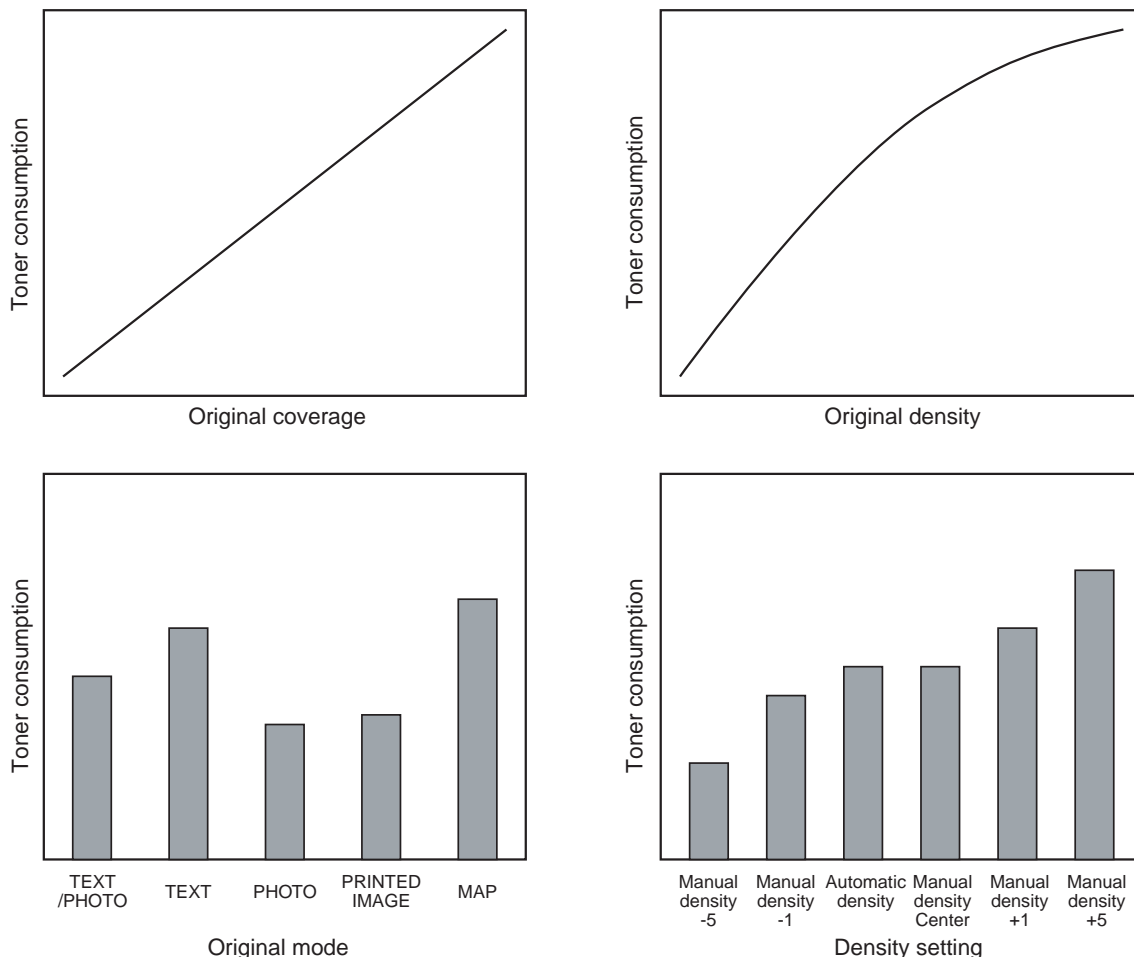 Toner consumption
Original coverage
Toner consumption
Original density
Toner consumption
TEXT
/PHOTO
TEXT
PHOTO
PRINTED
IMAGE
MAP
Original mode
Toner consumption
Manual
density
-5
Manual
density
-1
Automatic
density
Manual
density
Center
Manual
density
+1
Manual
density
+5
Density setting